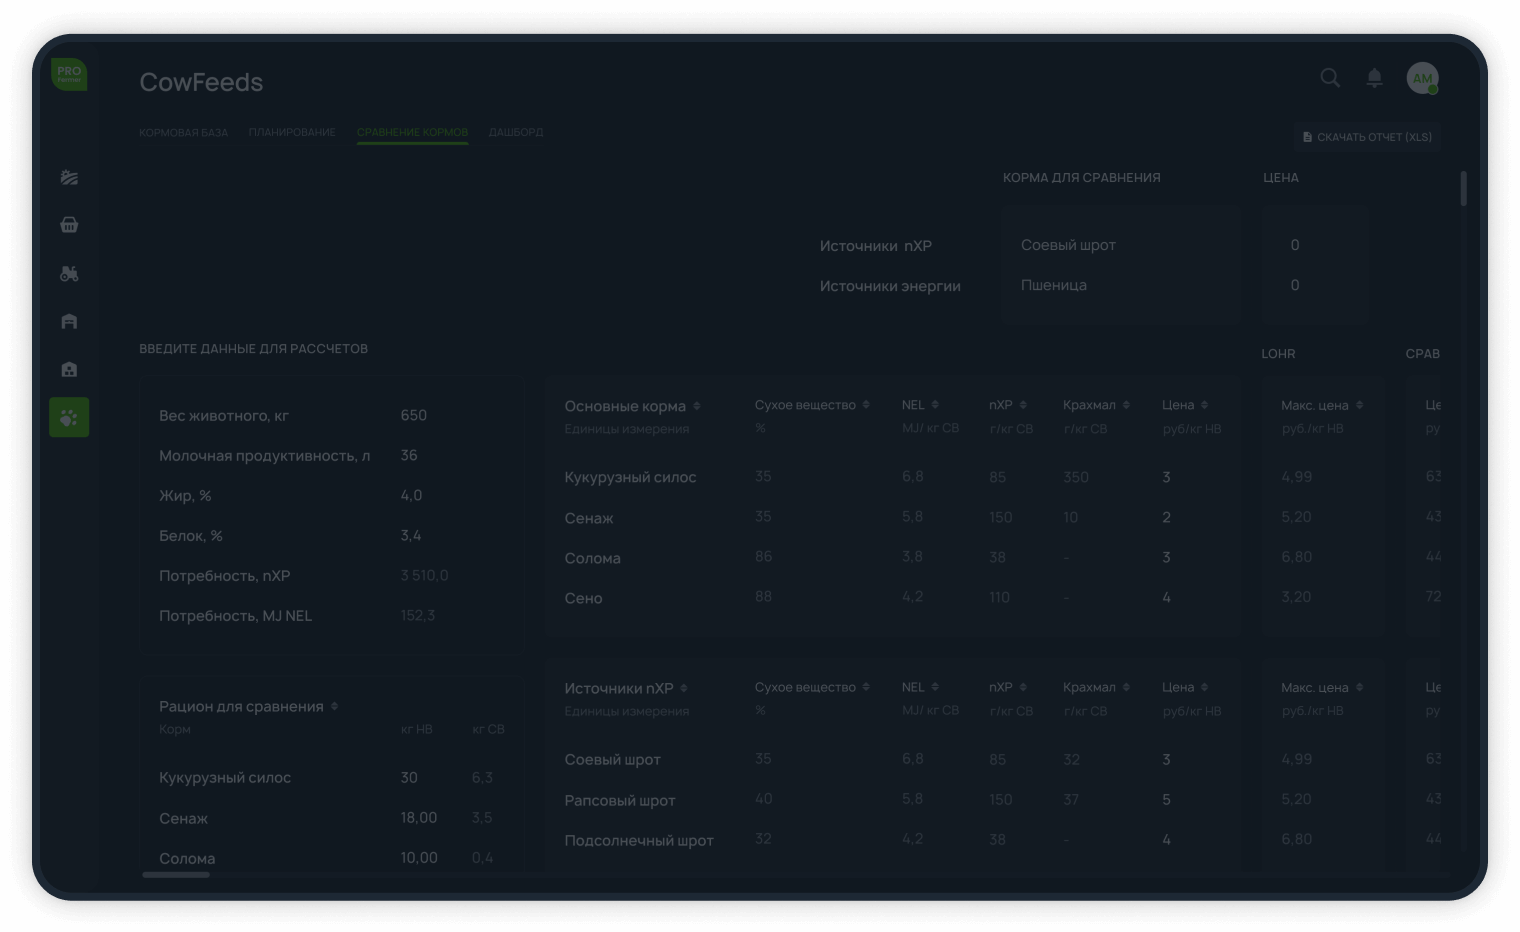 PRO
CowFeeds
AM
КОРМОВАЯ БАЗА ПЛАНИРОВАНИЕ СРАВНЕНИЕ КОРМОВ ДАШБОРД
СКАЧАТЬ ОТЧЕТ (XLS)
КОРМА ДЛЯ СРАВНЕНИЯ ЦЕНА
Источники nXP Соевый шрот 0
Источники энергии Пшеница 0
ВВЕДИТЕ ДАННЫЕ ДЛЯ РАССЧЕТОВ
LOHR СРАВ
Вес животного, кг 650
Молочная продуктивность, л 36
Жир, % 4,0
Белок, % 3,4
Потребность, nXP 3 510,0
Потребность, MJ NEL 152,3
Основные корма Сухое вещество NEL nXP Крахмал Цена Макс. цена Це
Единицы измерения % MJ/ кг СВ г/кг СВ г/кг СВ руб/кг НВ руб./кг НВ ру
Кукурузный силос 35 6,8 85 350 3 4,99 63
Сенаж 35 5,8 150 10 2 5,20 43
Солома 86 3,8 38 - 3 6,80 44
Сено 88 4,2 110 - 4 3,20 72
Рацион для сравнения
Корм кг НВ кг СВ
Кукурузный силос 30 6,3
Сенаж 18,00 3,5
Солома 10,00 0,4
Источники nXP Сухое вещество NEL nXP Крахмал Цена Макс. цена Це
Единицы измерения % MJ/ кг СВ г/кг СВ г/кг СВ руб/кг НВ руб./кг НВ ру
Соевый шрот 35 6,8 85 32 3 4,99 63
Рапсовый шрот 40 5,8 150 37 5 5,20 43
Подсолнечный шрот 32 4,2 38 - 4 6,80 44